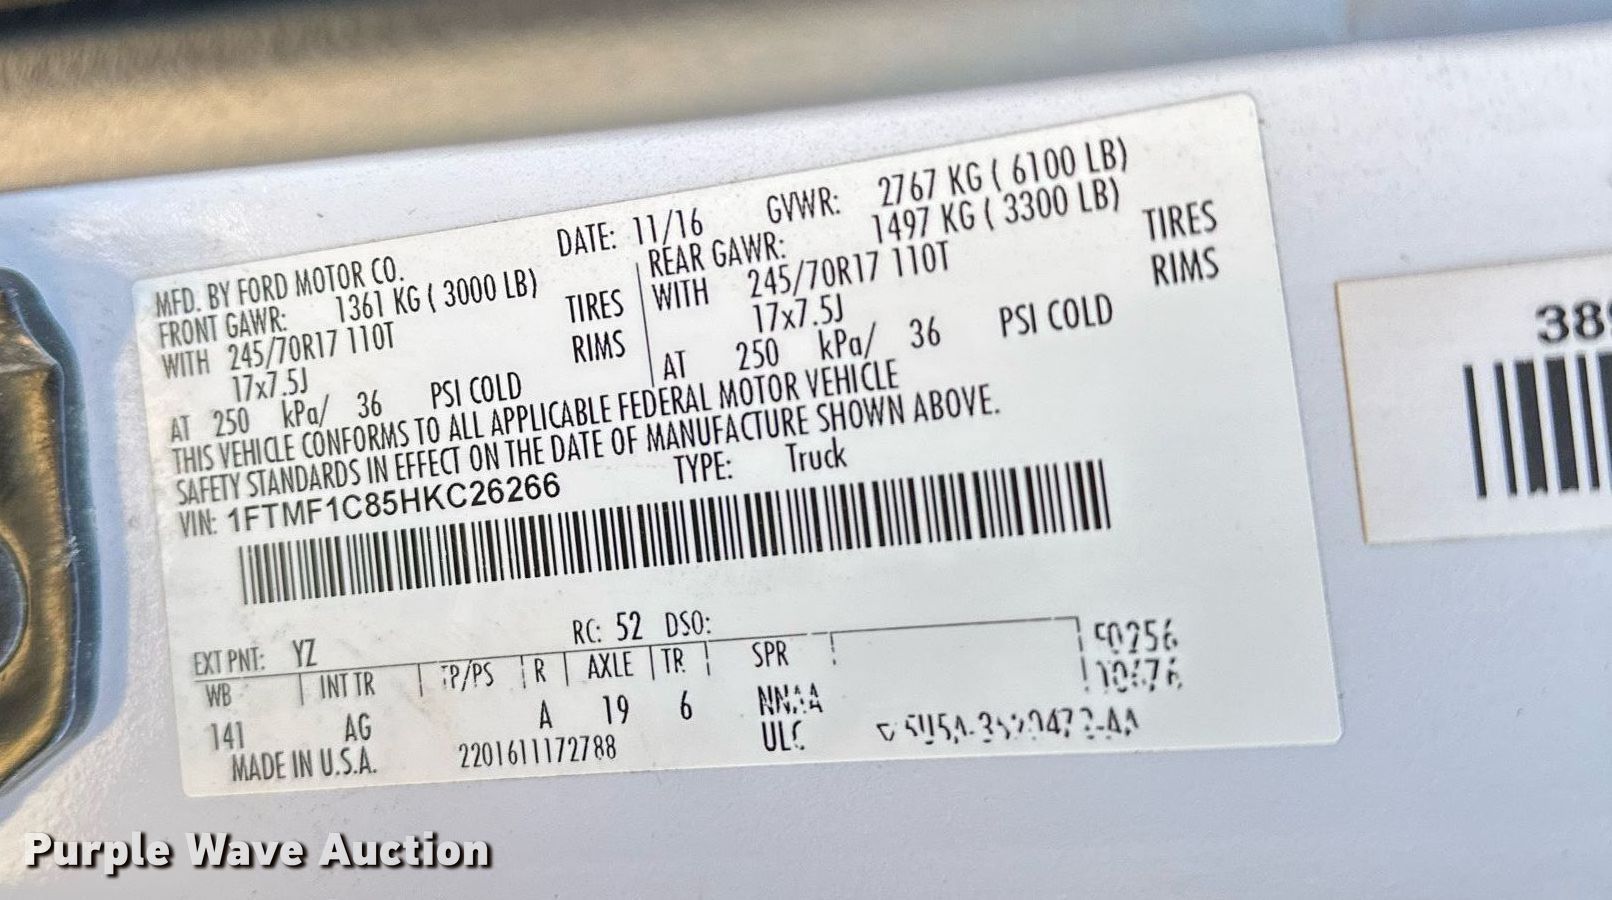 MFD. BY FORD MOTOR CO. DATE: 11/16 GVWR: 2767 KG ( 6100 LB)
FRONT GAWR: 1361 KG ( 3000 LB) REAR GAWR: 1497 KG ( 3300 LB)
WITH 245/70R17 110T TIRES WITH 245/70R17 110T TIRES
17x7.5J RIMS 17x7.5J RIMS
AT 250 kPa/ 36 PSI COLD AT 250 kPa/ 36 PSI COLD
THIS VEHICLE CONFORMS TO ALL APPLICABLE FEDERAL MOTOR VEHICLE
SAFETY STANDARDS IN EFFECT ON THE DATE OF MANUFACTURE SHOWN ABOVE.
VIN: 1FTMF1C85HKC26266 TYPE: Truck
EXT PNT: YZ RC: 52 DSO:
WB INT TR TP/PS R AXLE TR SPR
141 AG A 19 6
MADE IN U.S.A. 2201611172788
Purple Wave Auction